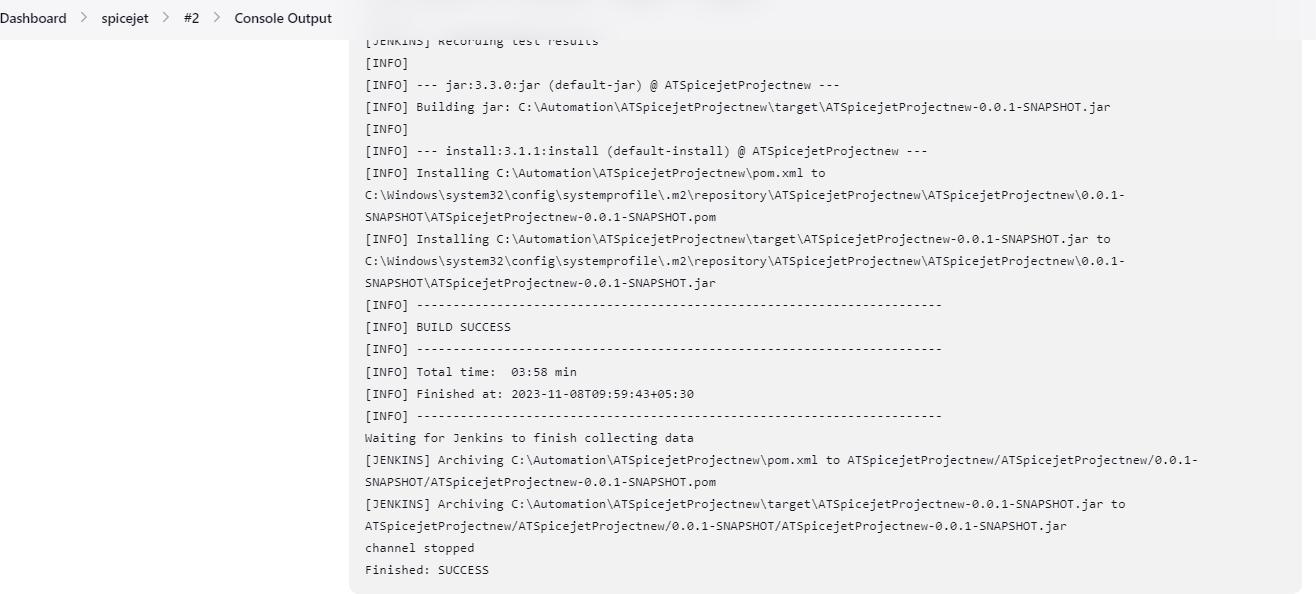 Dashboard > spicejet > #2 > Console Output
[JENKINS] Recording test results
[INFO]
[INFO] --- jar:3.3.0:jar (default-jar) @ ATSpicejetProjectnew ---
[INFO] Building jar: C:\Automation\ATSpicejetProjectnew\target\ATSpicejetProjectnew-0.0.1-SNAPSHOT.jar
[INFO]
[INFO] --- install:3.1.1:install (default-install) @ ATSpicejetProjectnew ---
[INFO] Installing C:\Automation\ATSpicejetProjectnew\pom.xml to
C:\Windows\system32\config\systemprofile\.m2\repository\ATSpicejetProjectnew\ATSpicejetProjectnew\0.0.1-
SNAPSHOT\ATSpicejetProjectnew-0.0.1-SNAPSHOT.pom
[INFO] Installing C:\Automation\ATSpicejetProjectnew\target\ATSpicejetProjectnew-0.0.1-SNAPSHOT.jar to
C:\Windows\system32\config\systemprofile\.m2\repository\ATSpicejetProjectnew\ATSpicejetProjectnew\0.0.1-
SNAPSHOT\ATSpicejetProjectnew-0.0.1-SNAPSHOT.jar
[INFO] ------------------------------------------------------------------------
[INFO] BUILD SUCCESS
[INFO] ------------------------------------------------------------------------
[INFO] Total time:  03:58 min
[INFO] Finished at: 2023-11-08T09:59:43+05:30
[INFO] ------------------------------------------------------------------------
Waiting for Jenkins to finish collecting data
[JENKINS] Archiving C:\Automation\ATSpicejetProjectnew\pom.xml to ATSpicejetProjectnew/ATSpicejetProjectnew/0.0.1-
SNAPSHOT/ATSpicejetProjectnew-0.0.1-SNAPSHOT.pom
[JENKINS] Archiving C:\Automation\ATSpicejetProjectnew\target\ATSpicejetProjectnew-0.0.1-SNAPSHOT.jar to
ATSpicejetProjectnew/ATSpicejetProjectnew/0.0.1-SNAPSHOT/ATSpicejetProjectnew-0.0.1-SNAPSHOT.jar
channel stopped
Finished: SUCCESS